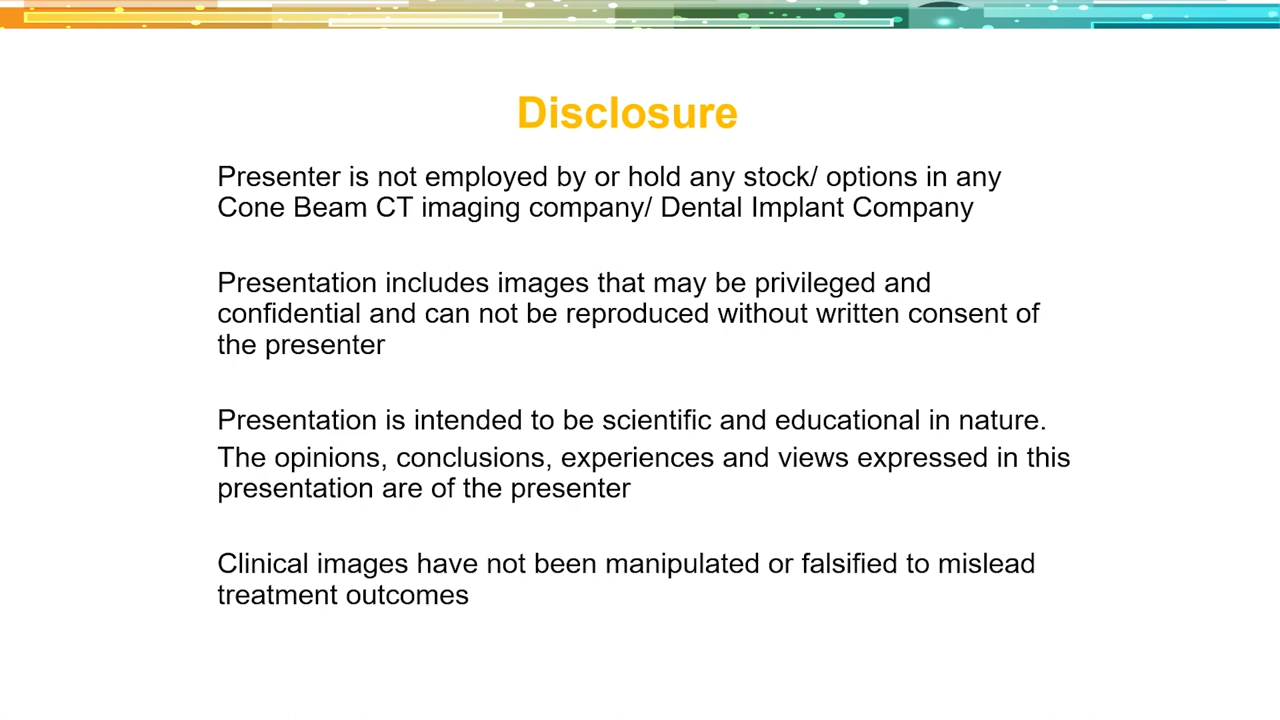 Disclosure
Presenter is not employed by or hold any stock/ options in any
Cone Beam CT imaging company/ Dental Implant Company
Presentation includes images that may be privileged and
confidential and can not be reproduced without written consent of
the presenter
Presentation is intended to be scientific and educational in nature.
The opinions, conclusions, experiences and views expressed in this
presentation are of the presenter
Clinical images have not been manipulated or falsified to mislead
treatment outcomes